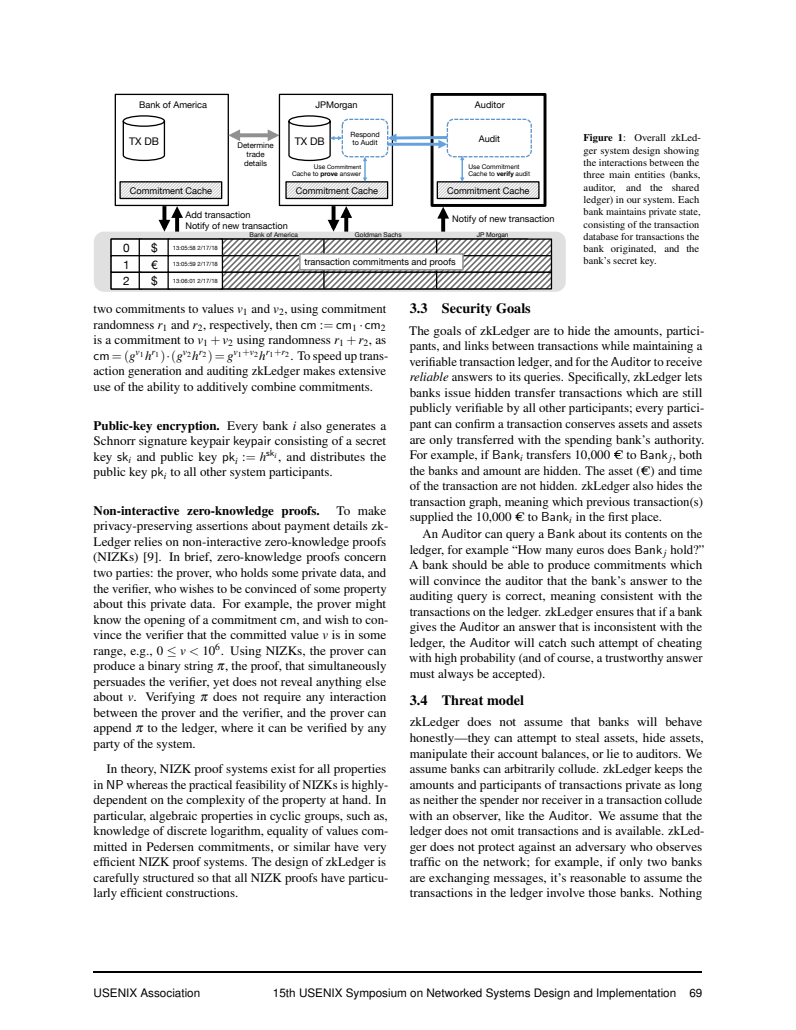 Bank of America
JPMorgan
Auditor
TX DB
Determine
trade
details
TX DB
Respond
to Audit
Audit
Use Commitment
Cache to prove answer
Use Commitment
Cache to verify audit
Commitment Cache
Commitment Cache
Commitment Cache
Add transaction
Notify of new transaction
Notify of new transaction
Bank of America
Goldman Sachs
JP Morgan
0 $ 13:05:58 2/17/18
1 € 13:05:59 2/17/18
2 $ 13:06:01 2/17/18
transaction commitments and proofs
Figure 1: Overall zkLed-
ger system design showing
the interactions between the
three main entities (banks,
auditor, and the shared
ledger) in our system. Each
bank maintains private state,
consisting of the transaction
database for transactions the
bank originated, and the
bank's secret key.
two commitments to values v₁ and v₂, using commitment
randomness r₁ and r₂, respectively, then cm := cm₁ · cm₂
is a commitment to v₁ + v₂ using randomness r₁ + r₂, as
cm = (g^v₁h^r₁) · (g^v₂h^r₂) = g^v₁+v₂h^r₁+r₂. To speed up trans-
action generation and auditing zkLedger makes extensive
use of the ability to additively combine commitments.
Public-key encryption. Every bank i also generates a
Schnorr signature keypair keypair consisting of a secret
key skᵢ and public key pkᵢ := h^skᵢ, and distributes the
public key pkᵢ to all other system participants.
Non-interactive zero-knowledge proofs. To make
privacy-preserving assertions about payment details zk-
Ledger relies on non-interactive zero-knowledge proofs
(NIZKs) [9]. In brief, zero-knowledge proofs concern
two parties: the prover, who holds some private data, and
the verifier, who wishes to be convinced of some property
about this private data. For example, the prover might
know the opening of a commitment cm, and wish to con-
vince the verifier that the committed value v is in some
range, e.g., 0 ≤ v < 10⁶. Using NIZKs, the prover can
produce a binary string π, the proof, that simultaneously
persuades the verifier, yet does not reveal anything else
about v. Verifying π does not require any interaction
between the prover and the verifier, and the prover can
append π to the ledger, where it can be verified by any
party of the system.
In theory, NIZK proof systems exist for all properties
in NP whereas the practical feasibility of NIZKs is highly-
dependent on the complexity of the property at hand. In
particular, algebraic properties in cyclic groups, such as,
knowledge of discrete logarithm, equality of values com-
mitted in Pedersen commitments, or similar have very
efficient NIZK proof systems. The design of zkLedger is
carefully structured so that all NIZK proofs have particu-
larly efficient constructions.
3.3 Security Goals
The goals of zkLedger are to hide the amounts, partici-
pants, and links between transactions while maintaining a
verifiable transaction ledger, and for the Auditor to receive
reliable answers to its queries. Specifically, zkLedger lets
banks issue hidden transfer transactions which are still
publicly verifiable by all other participants; every partici-
pant can confirm a transaction conserves assets and assets
are only transferred with the spending bank's authority.
For example, if Bankᵢ transfers 10,000 € to Bankⱼ, both
the banks and amount are hidden. The asset (€) and time
of the transaction are not hidden. zkLedger also hides the
transaction graph, meaning which previous transaction(s)
supplied the 10,000 € to Bankᵢ in the first place.
An Auditor can query a Bank about its contents on the
ledger, for example “How many euros does Bankⱼ hold?”
A bank should be able to produce commitments which
will convince the auditor that the bank's answer to the
auditing query is correct, meaning consistent with the
transactions on the ledger. zkLedger ensures that if a bank
gives the Auditor an answer that is inconsistent with the
ledger, the Auditor will catch such attempt of cheating
with high probability (and of course, a trustworthy answer
must always be accepted).
3.4 Threat model
zkLedger does not assume that banks will behave
honestly—they can attempt to steal assets, hide assets,
manipulate their account balances, or lie to auditors. We
assume banks can arbitrarily collude. zkLedger keeps the
amounts and participants of transactions private as long
as neither the spender nor receiver in a transaction collude
with an observer, like the Auditor. We assume that the
ledger does not omit transactions and is available. zkLed-
ger does not protect against an adversary who observes
traffic on the network; for example, if only two banks
are exchanging messages, it's reasonable to assume the
transactions in the ledger involve those banks. Nothing
USENIX Association
15th USENIX Symposium on Networked Systems Design and Implementation 69